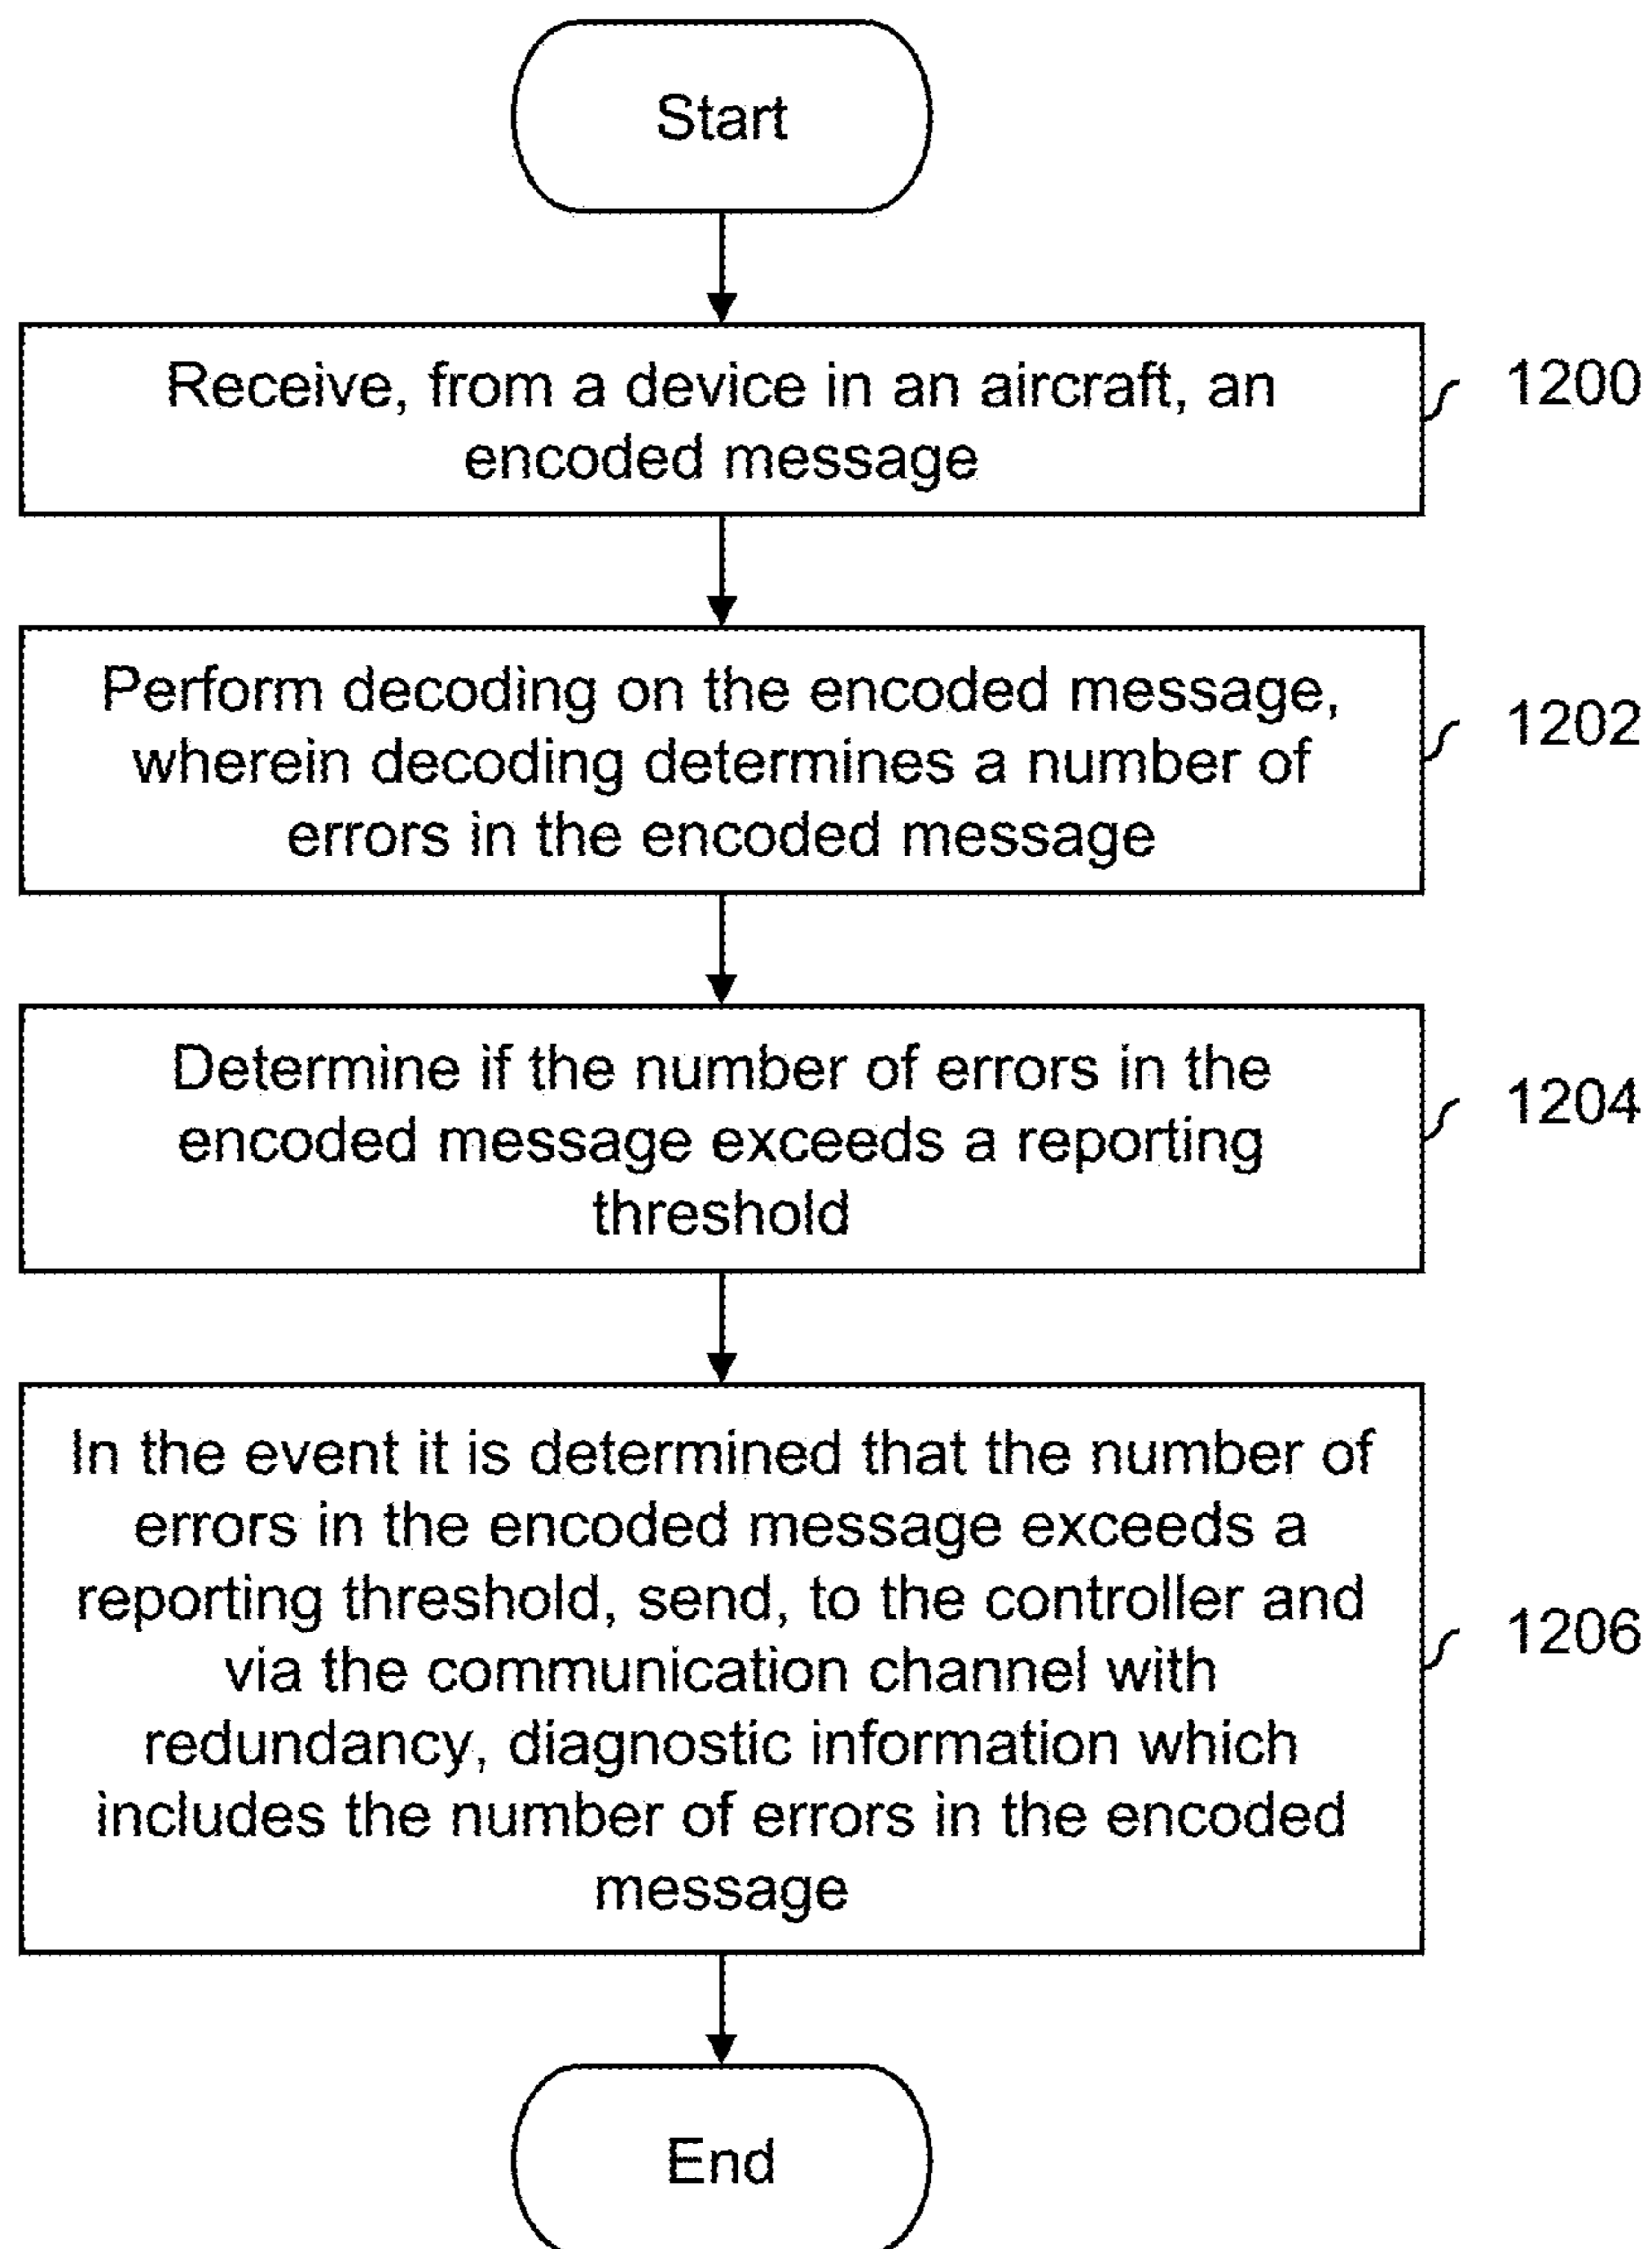 Start
Receive, from a device in an aircraft, an
encoded message
1200
Perform decoding on the encoded message,
wherein decoding determines a number of
errors in the encoded message
1202
Determine if the number of errors in the
encoded message exceeds a reporting
threshold
1204
In the event it is determined that the number of
errors in the encoded message exceeds a
reporting threshold, send, to the controller and
via the communication channel with
redundancy, diagnostic information which
includes the number of errors in the encoded
message
1206
End